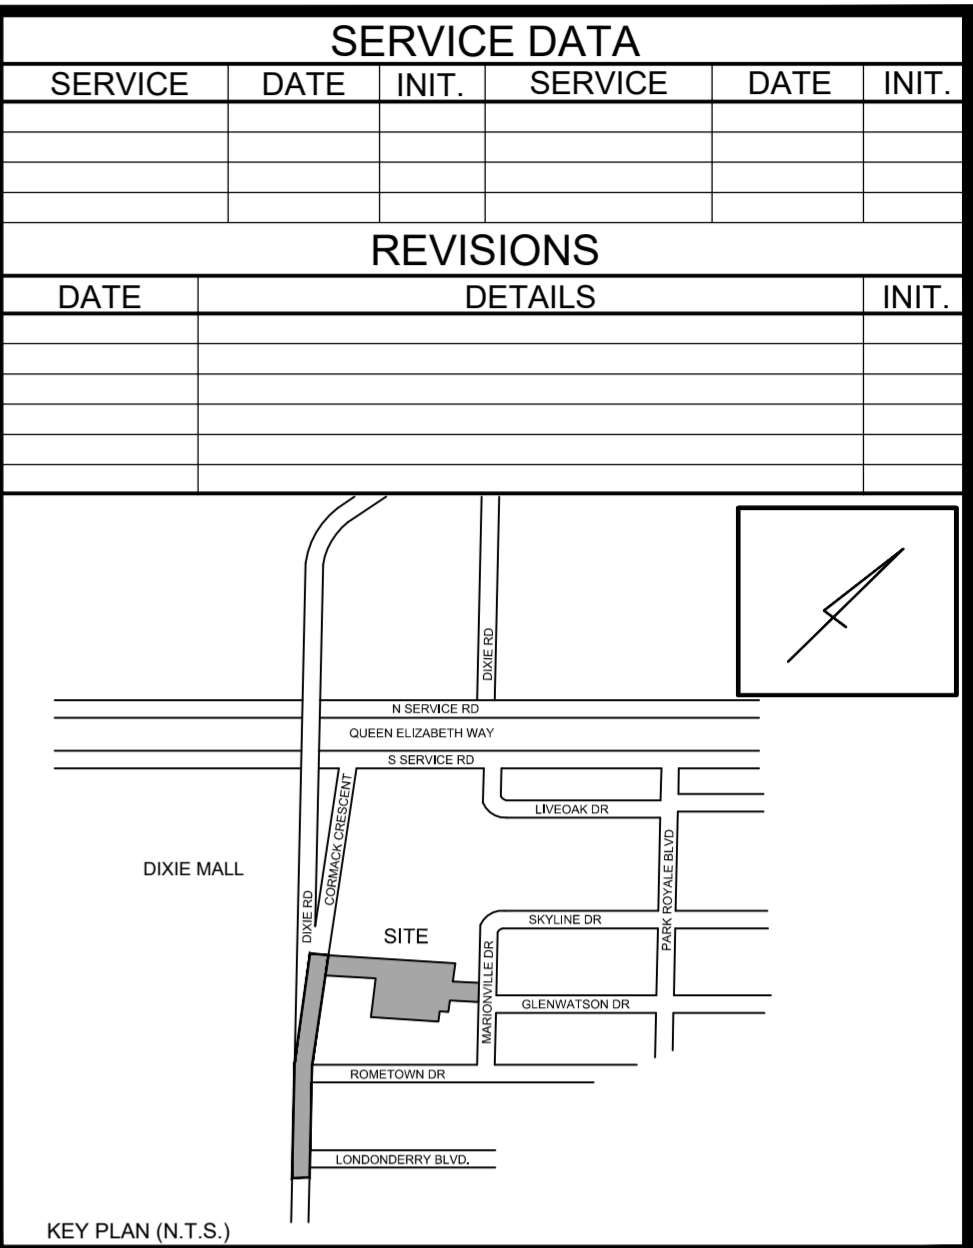 SERVICE DATA
SERVICE DATE INIT. SERVICE DATE INIT.
REVISIONS
DATE DETAILS INIT.
DIXIE RD
N SERVICE RD
QUEEN ELIZABETH WAY
S SERVICE RD
CORMACK CRESCENT
LIVEOAK DR
DIXIE MALL
PARK ROYALE BLVD
DIXIE RD
SITE
SKYLINE DR
MARIONVILLE DR
GLENWATSON DR
ROMETOWN DR
LONDONDERRY BLVD.
KEY PLAN (N.T.S.)